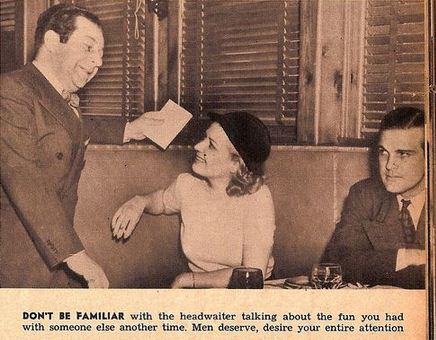 DON'T BE FAMILIAR with the headwaiter talking about the fun you had
with someone else another time. Men deserve, desire your entire attention